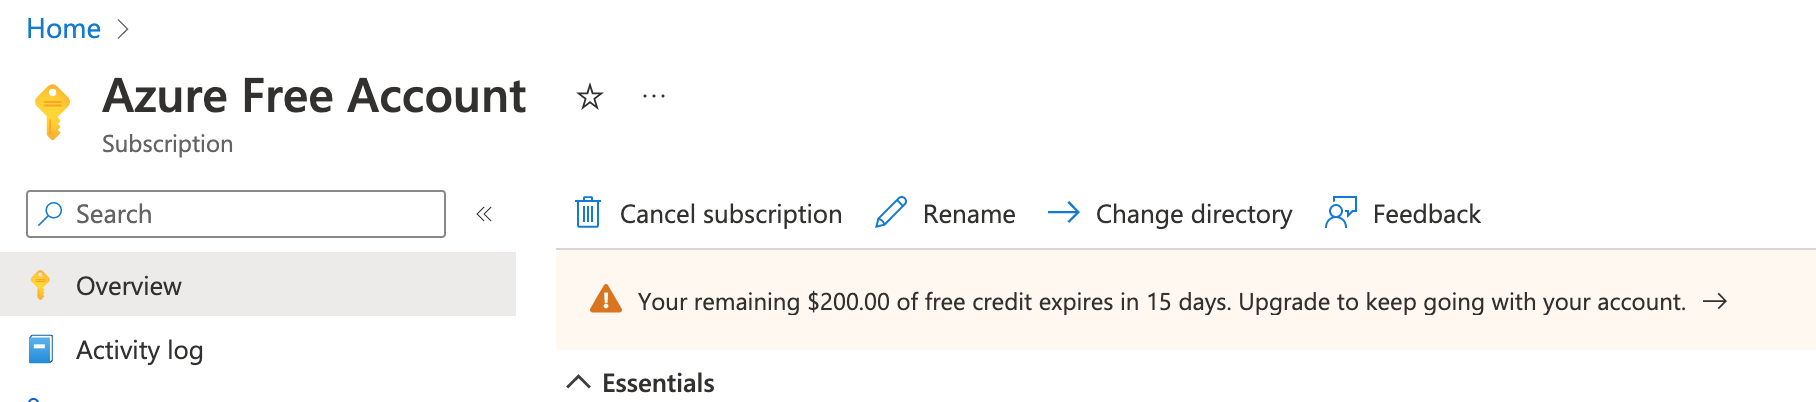 Home
Azure Free Account
Subscription
Search
Cancel subscription
Rename
Change directory
Feedback
Overview
Activity log
Your remaining $200.00 of free credit expires in 15 days. Upgrade to keep going with your account.
Essentials